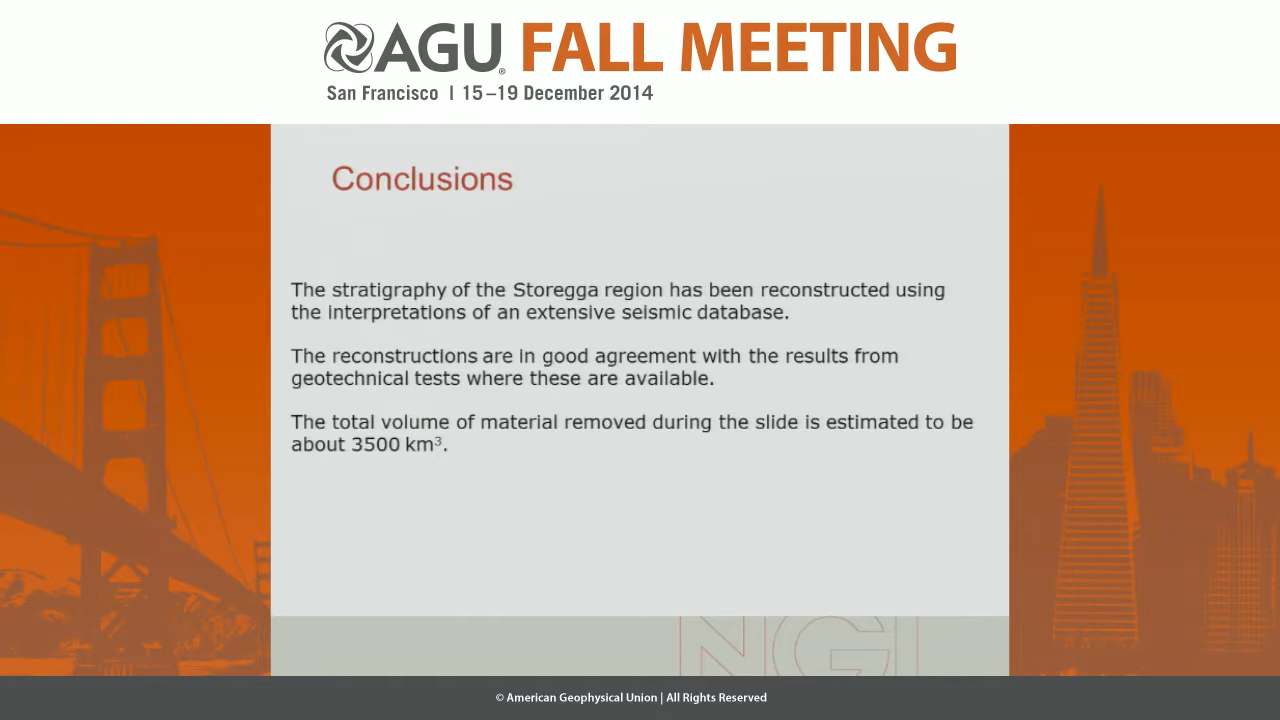 AGU FALL MEETING
San Francisco | 15–19 December 2014
Conclusions
The stratigraphy of the Storegga region has been reconstructed using
the interpretations of an extensive seismic database.
The reconstructions are in good agreement with the results from
geotechnical tests where these are available.
The total volume of material removed during the slide is estimated to be
about 3500 km³.
NGI
© American Geophysical Union | All Rights Reserved